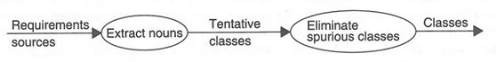 Requirements
sources
Extract nouns
Tentative
classes
Eliminate
spurious classes
Classes